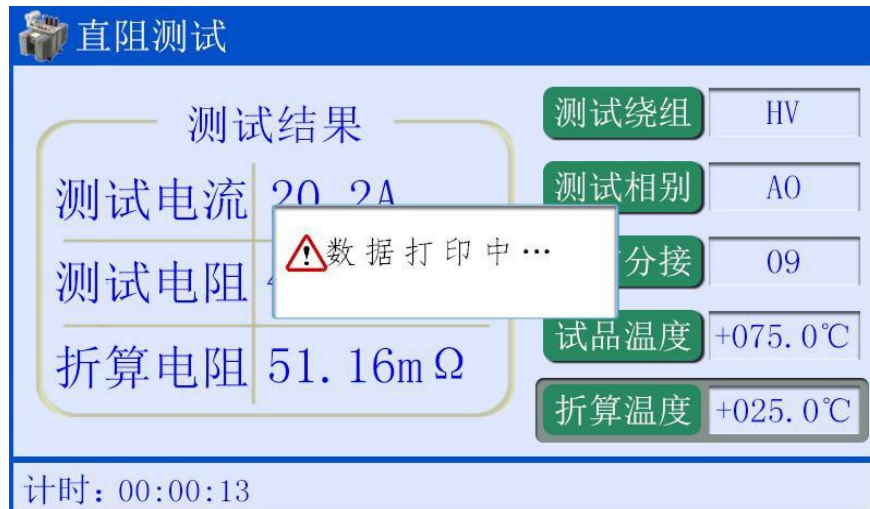 直阻测试
测试结果
测试电流 20.2A
测试电阻
折算电阻 51.16mΩ
数据打印中…
测试绕组 HV
测试相别 AO
分接 09
试品温度 +075.0℃
折算温度 +025.0℃
计时:00:00:13